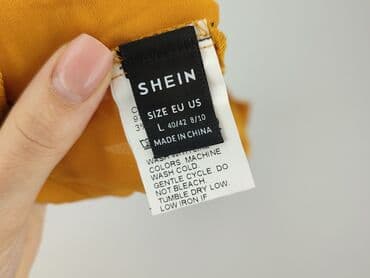 SHEIN
SIZE EU US
L 40/42 8/10
MADE IN CHINA
COLORS. MACHINE
WASH COLD.
GENTLE CYCLE. DO
NOT BLEACH.
TUMBLE DRY LOW.
LOW IRON IF